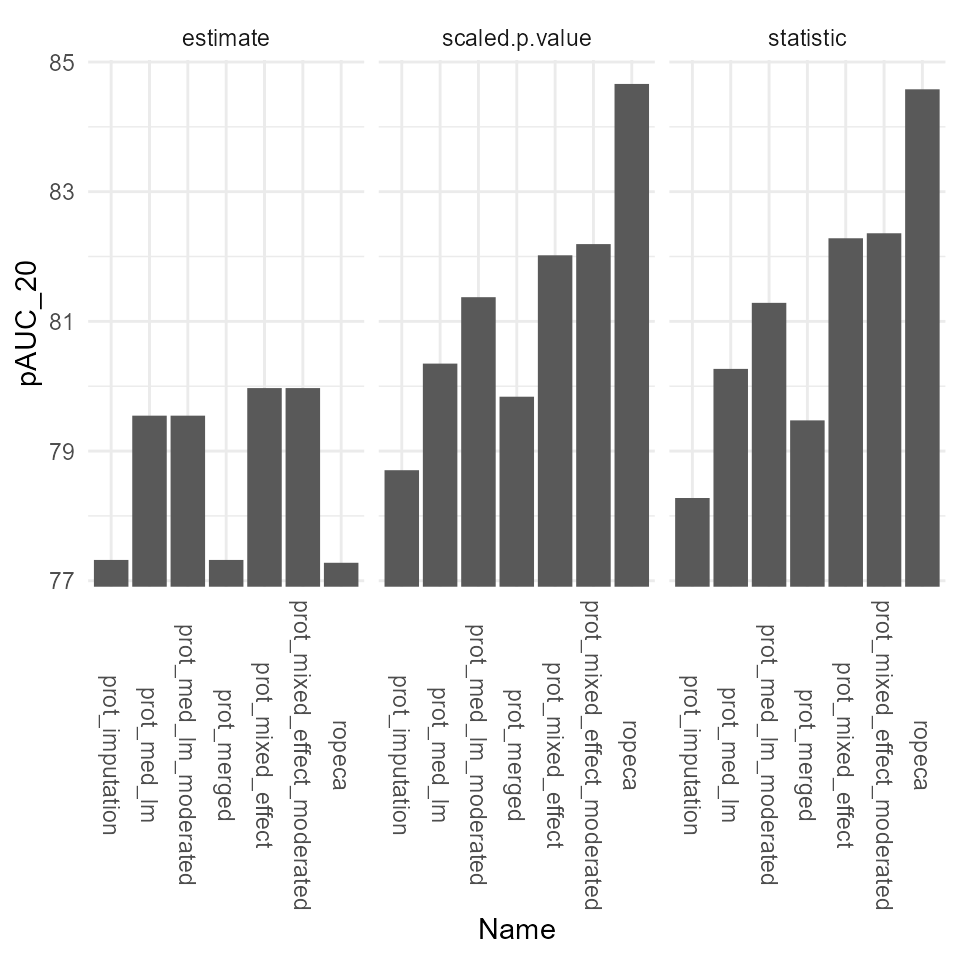 estimate
scaled.p.value
statistic
pAUC_20
85
83
81
79
77
prot_imputation
prot_med_lm
prot_med_lm_moderated
prot_merged
prot_mixed_effect
prot_mixed_effect_moderated
ropeca
prot_imputation
prot_med_lm
prot_med_lm_moderated
prot_merged
prot_mixed_effect
prot_mixed_effect_moderated
ropeca
prot_imputation
prot_med_lm
prot_med_lm_moderated
prot_merged
prot_mixed_effect
prot_mixed_effect_moderated
ropeca
Name